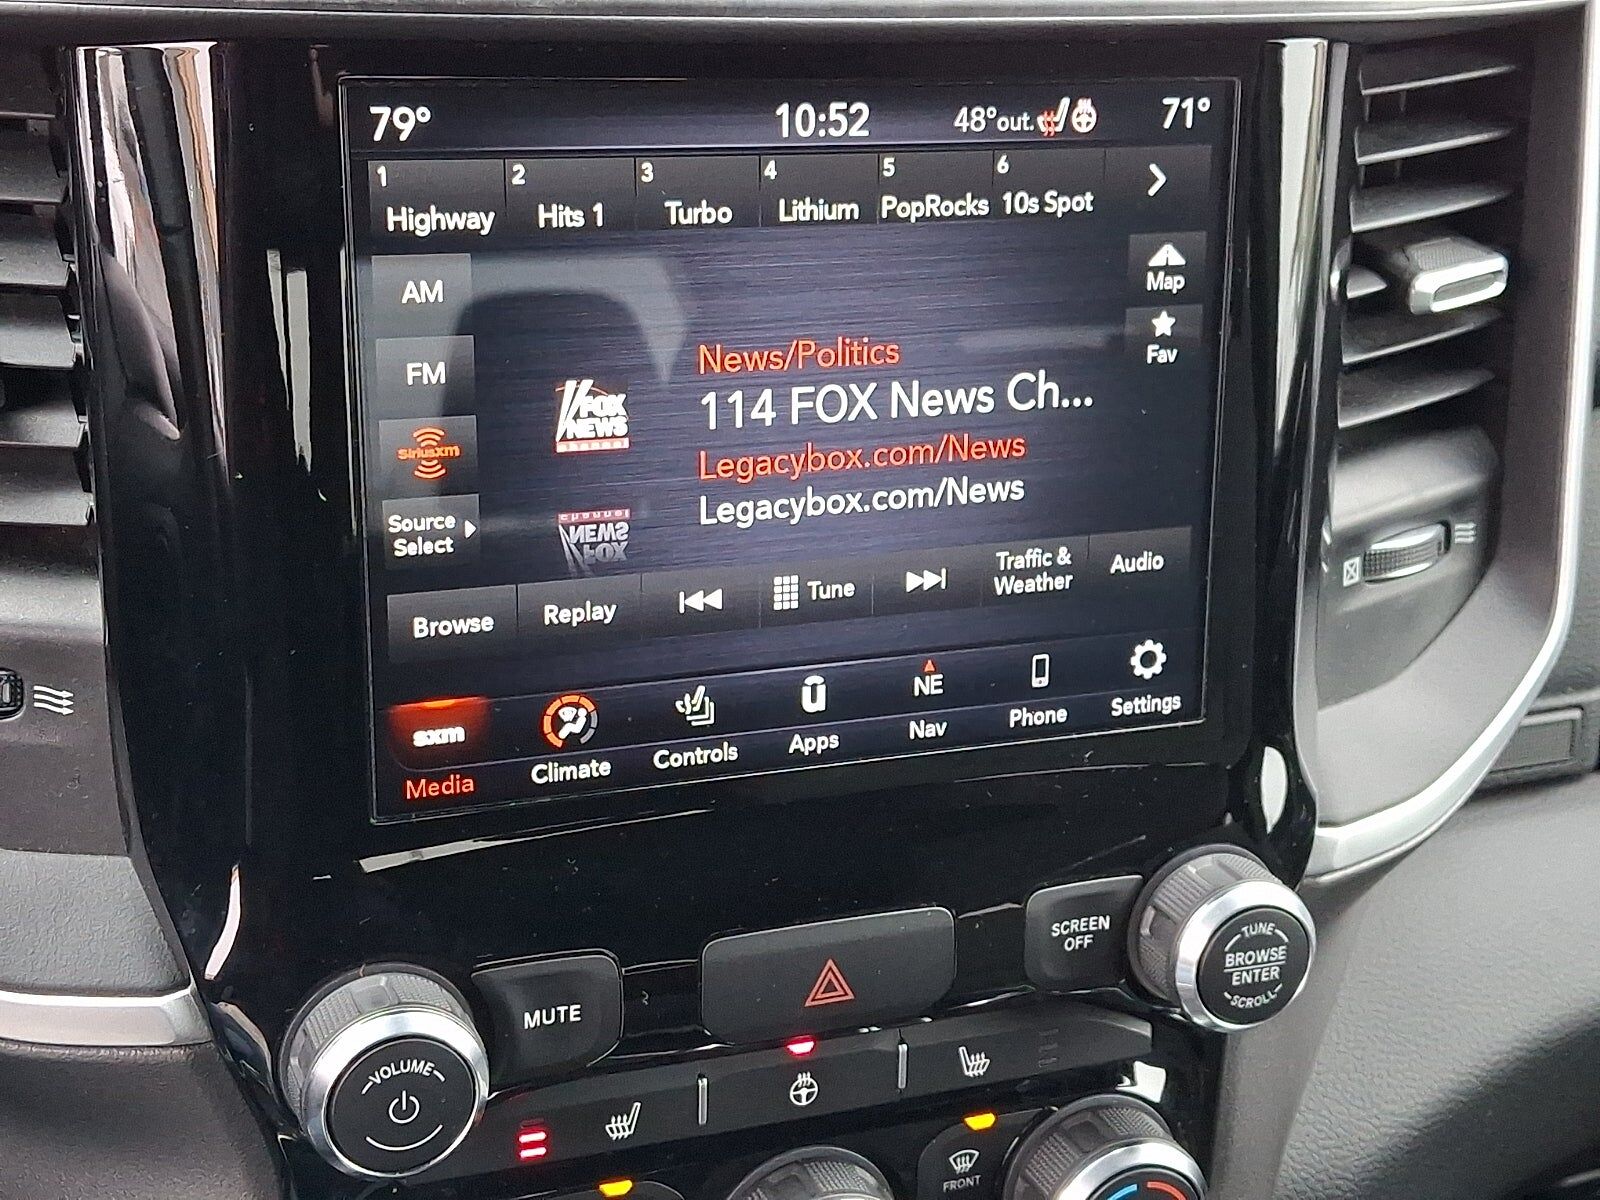 79°
10:52
48°out.
71°
1
2
3
4
5
6
Highway
Hits 1
Turbo
Lithium
PopRocks
10s Spot
AM
Map
FM
Fav
News/Politics
FOX
NEWS
channel
114 FOX News Ch...
SiriusXM
Legacybox.com/News
Legacybox.com/News
Source
Select
Browse
Replay
Tune
Traffic &
Weather
Audio
sxm
Media
Climate
Controls
Apps
NE
Nav
Phone
Settings
MUTE
SCREEN
OFF
TUNE
BROWSE
ENTER
SCROLL
VOLUME
FRONT